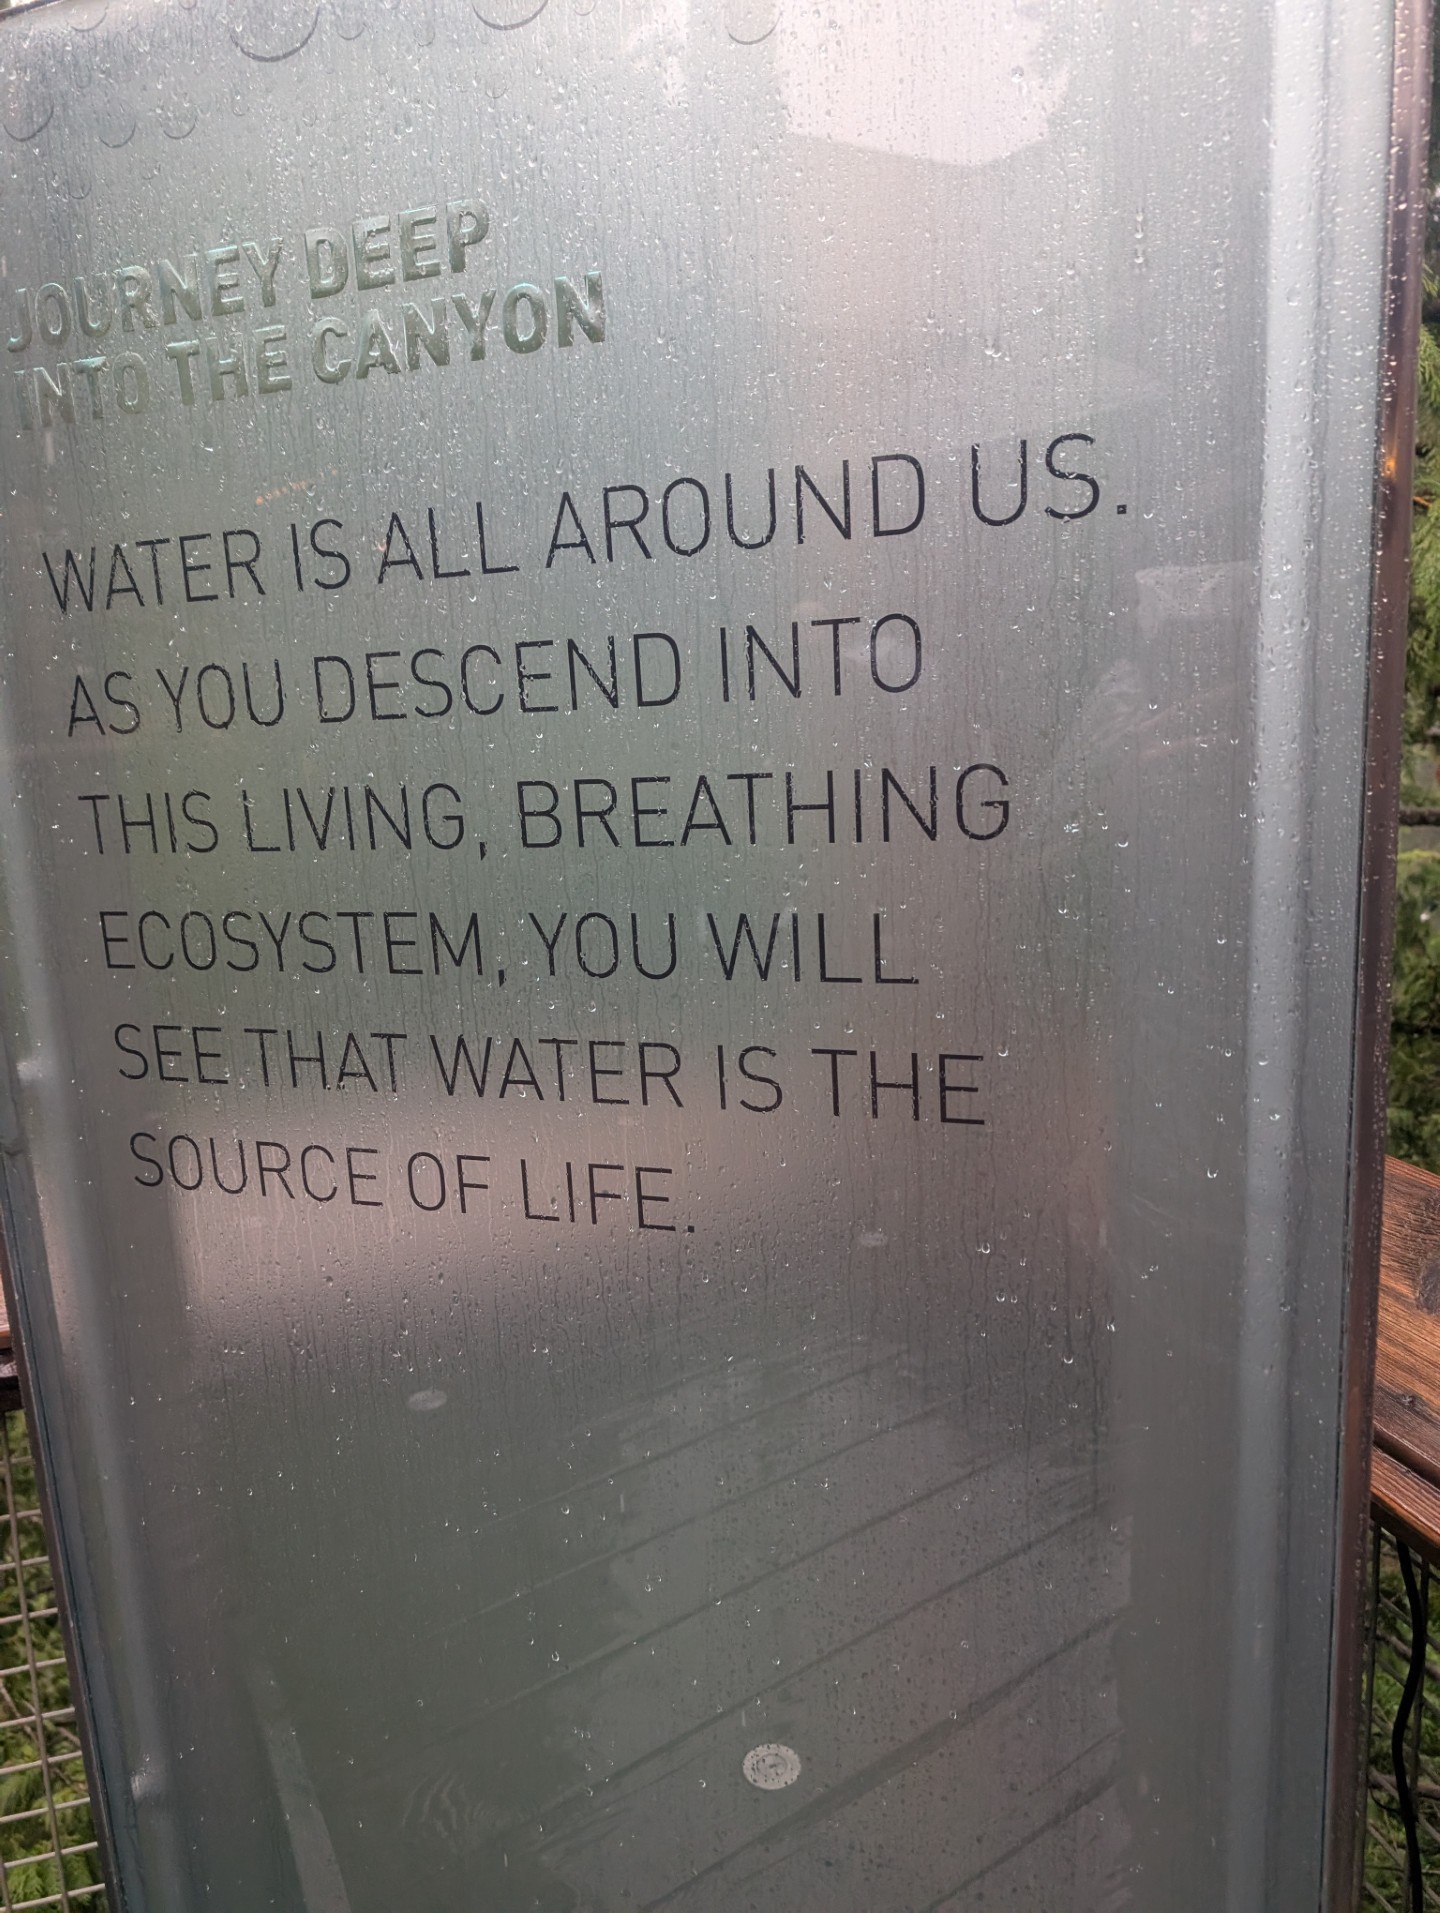 JOURNEY DEEP
INTO THE CANYON
WATER IS ALL AROUND US.
AS YOU DESCEND INTO
THIS LIVING, BREATHING
ECOSYSTEM, YOU WILL
SEE THAT WATER IS THE
SOURCE OF LIFE.